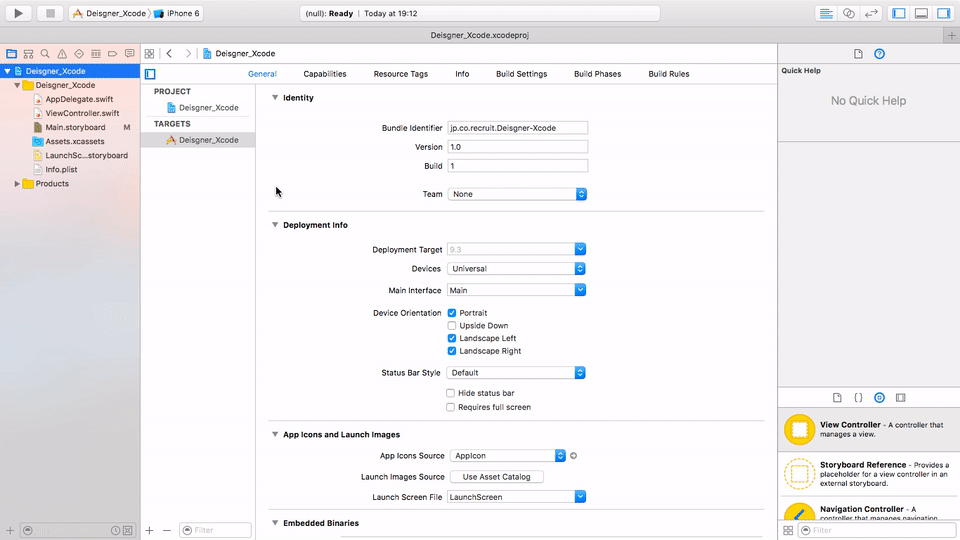 Deisgner_Xcode
iPhone 6
(null): Ready
Today at 19:12
Deisgner_Xcode.xcodeproj
Deisgner_Xcode
Deisgner_Xcode
AppDelegate.swift
ViewController.swift
Main.storyboard
M
Assets.xcassets
LaunchSc...storyboard
Info.plist
Products
Filter
Deisgner_Xcode
General
Capabilities
Resource Tags
Info
Build Settings
Build Phases
Build Rules
PROJECT
Deisgner_Xcode
TARGETS
Deisgner_Xcode
Filter
Identity
Bundle Identifier
jp.co.recruit.Deisgner-Xcode
Version
1.0
Build
1
Team
None
Deployment Info
Deployment Target
9.3
Devices
Universal
Main Interface
Main
Device Orientation
Portrait
Upside Down
Landscape Left
Landscape Right
Status Bar Style
Default
Hide status bar
Requires full screen
App Icons and Launch Images
App Icons Source
AppIcon
Launch Images Source
Use Asset Catalog
Launch Screen File
LaunchScreen
Embedded Binaries
Quick Help
No Quick Help
View Controller - A controller that
manages a view.
Storyboard Reference - Provides a
placeholder for a view controller in an
external storyboard.
Navigation Controller - A
controller that manages navigation
Filter